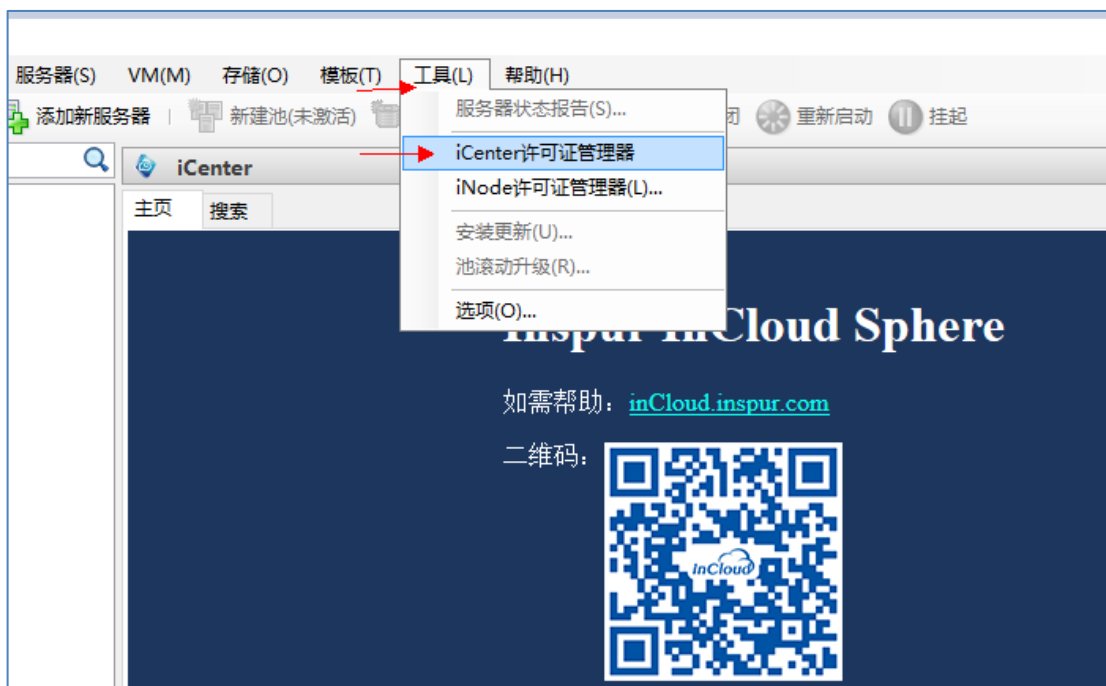 服务器(S) VM(M) 存储(O) 模板(T) 工具(L) 帮助(H)
添加新服务器 新建池(未激活) 闭 重新启动 挂起
服务器状态报告(S)...
iCenter许可证管理器
iNode许可证管理器(L)...
安装更新(U)...
池滚动升级(R)...
选项(O)...
iCenter
主页 搜索
Inspur InCloud Sphere
如需帮助：inCloud.inspur.com
二维码：
inCloud